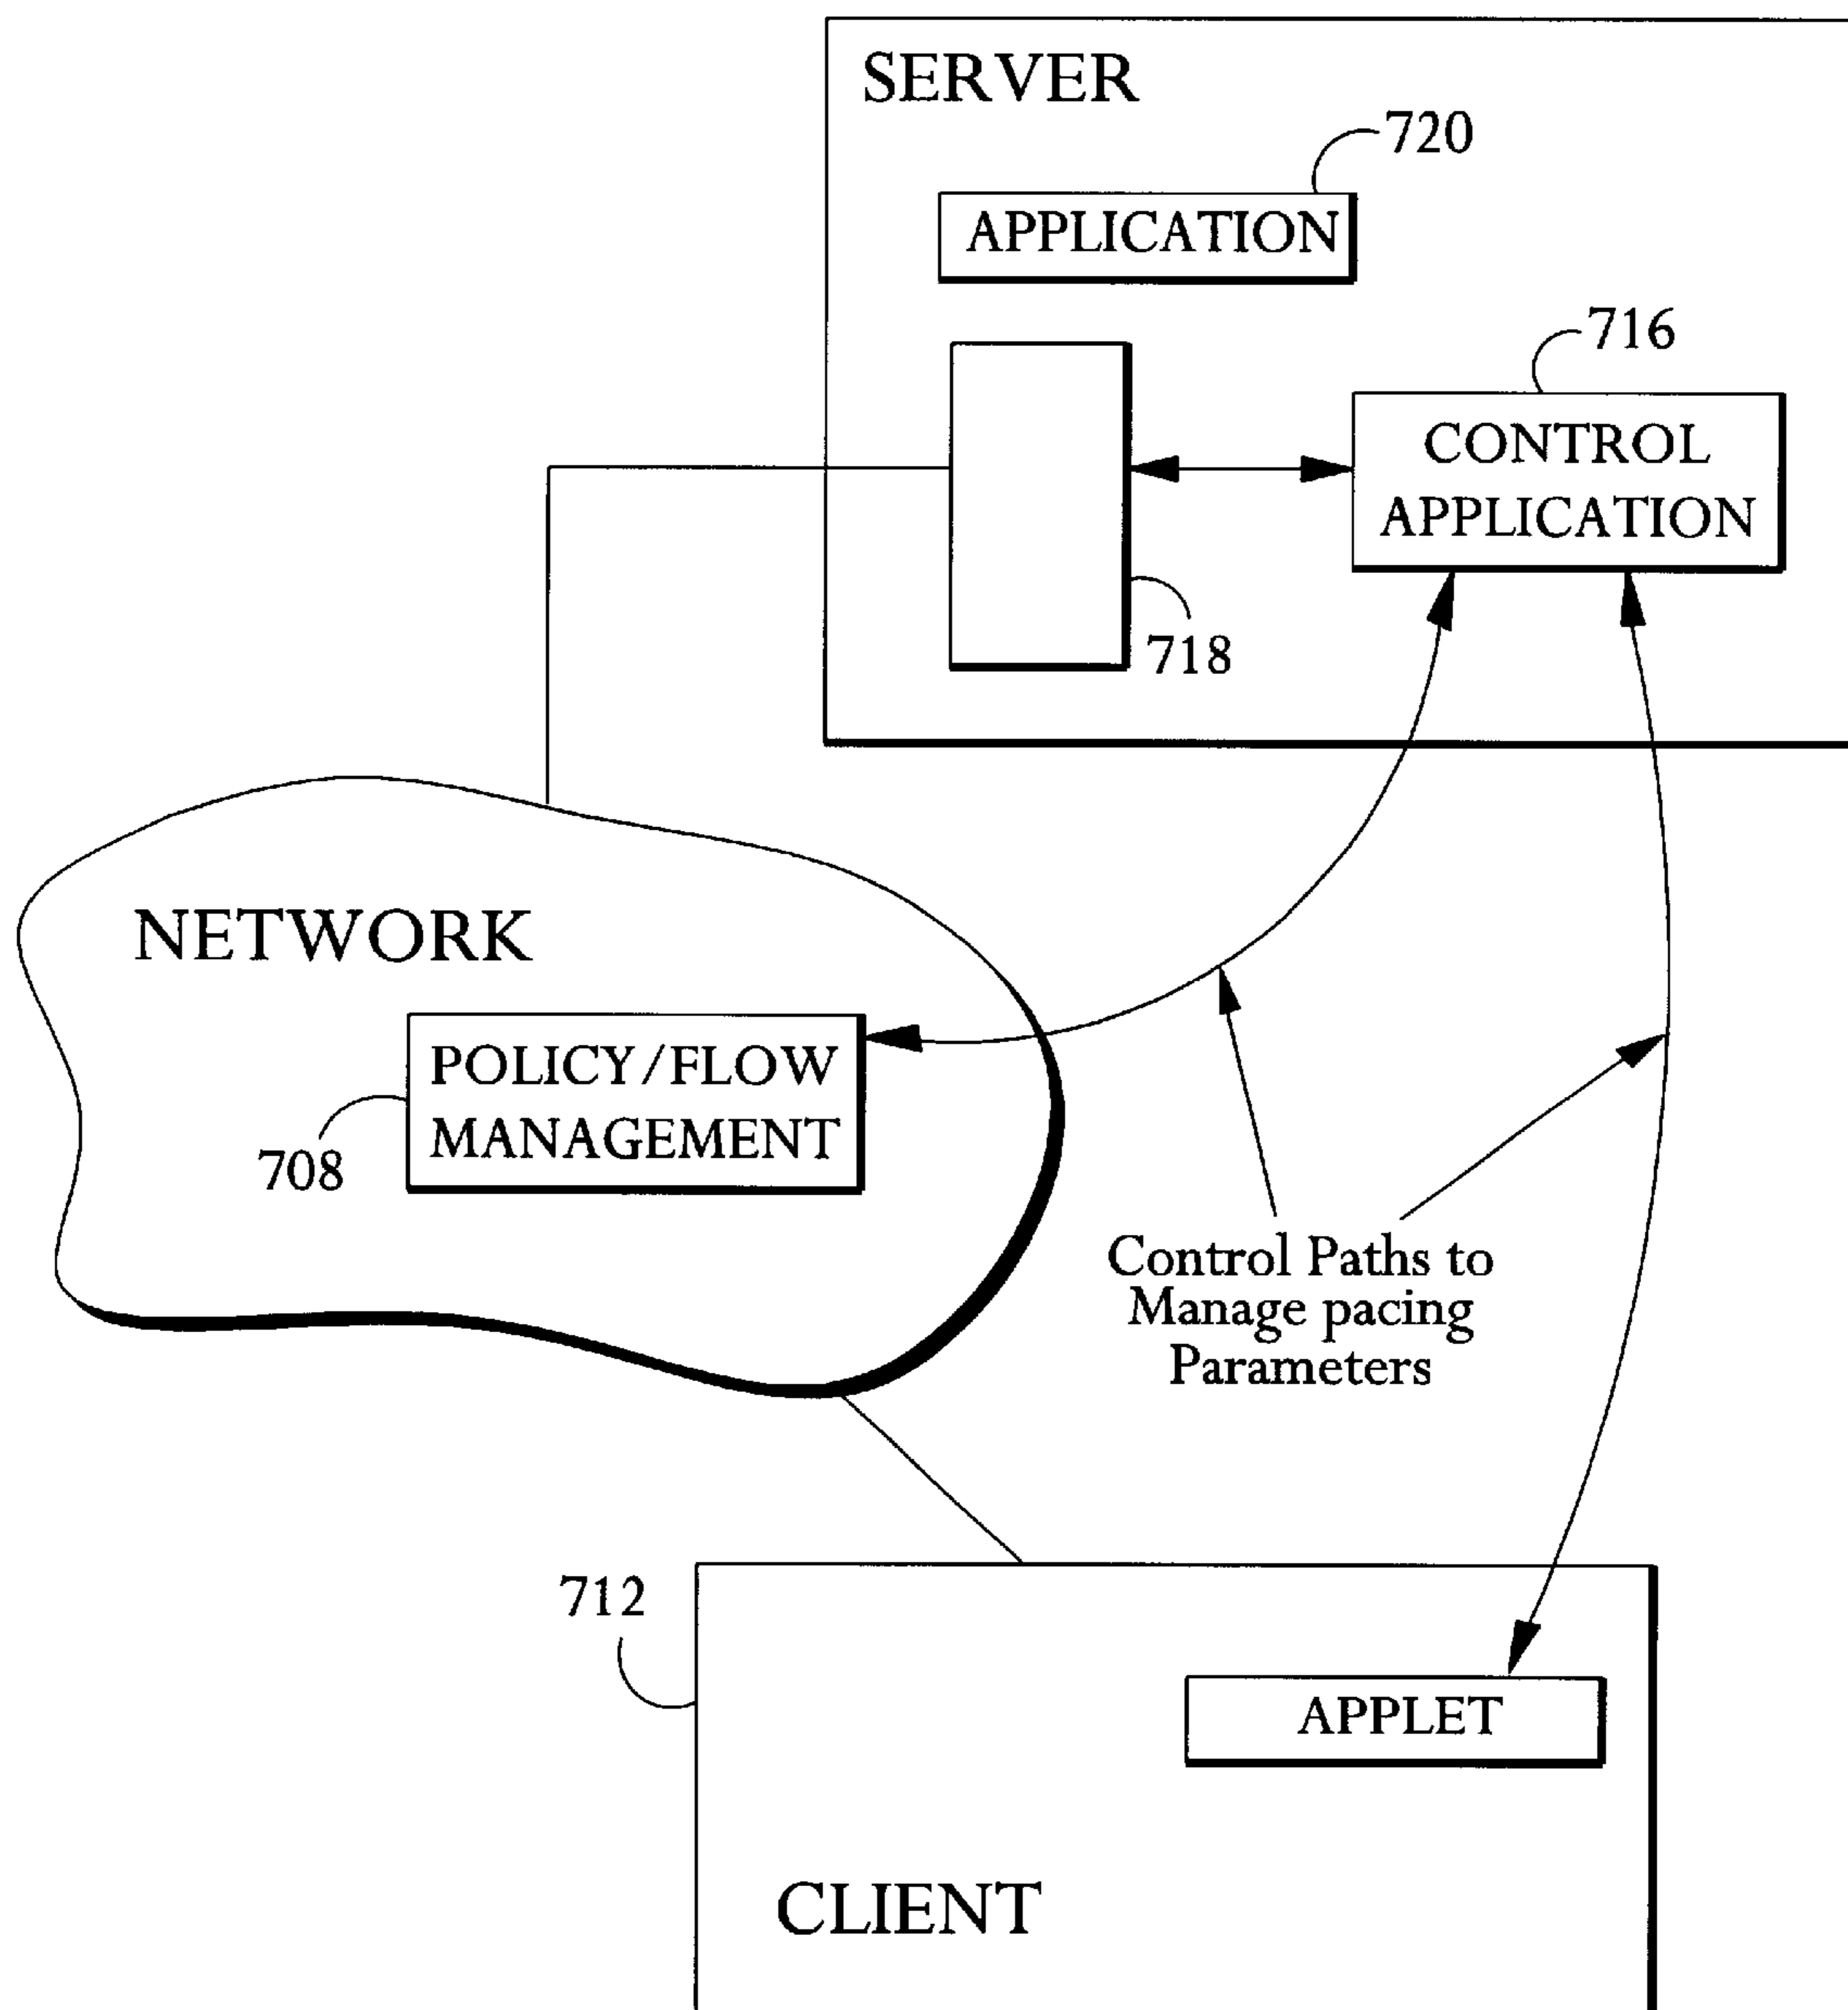 SERVER
720
APPLICATION
716
CONTROL
APPLICATION
718
NETWORK
POLICY/FLOW
MANAGEMENT
708
Control Paths to
Manage pacing
Parameters
712
APPLET
CLIENT